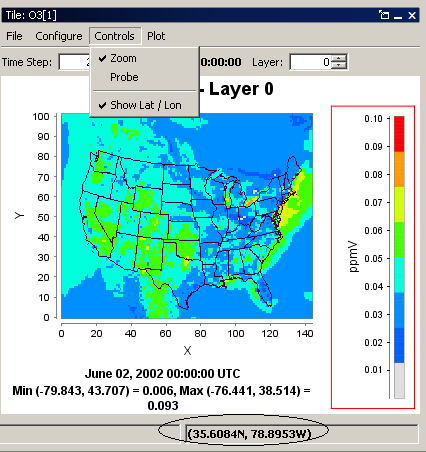 Tile: O3[1]
File Configure Controls Plot
Time Step: 2 00:00:00 Layer: 0
Zoom
Probe
Show Lat / Lon
- Layer 0
100
90
80
70
60
50
40
30
20
10
0
Y
0 20 40 60 80 100 120 140
X
0.10
0.09
0.08
0.07
0.06
0.05
0.04
0.03
0.02
0.01
ppmV
June 02, 2002 00:00:00 UTC
Min (-79.843, 43.707) = 0.006, Max (-76.441, 38.514) =
0.093
(35.6084N, 78.8953W)